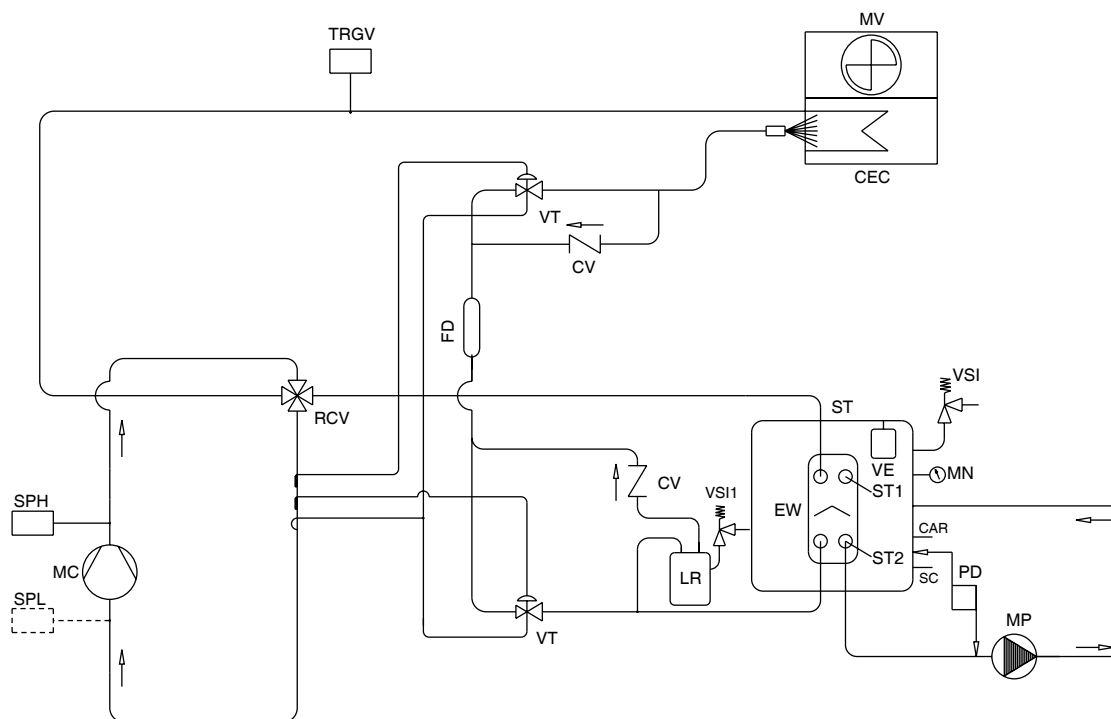 MV
TRGV
CEC
VT
CV
FD
RCV
VSI
ST
VE
MN
CV
VSI1
ST1
EW
SPH
CAR
ST2
MC
LR
SC
PD
SPL
MP
VT